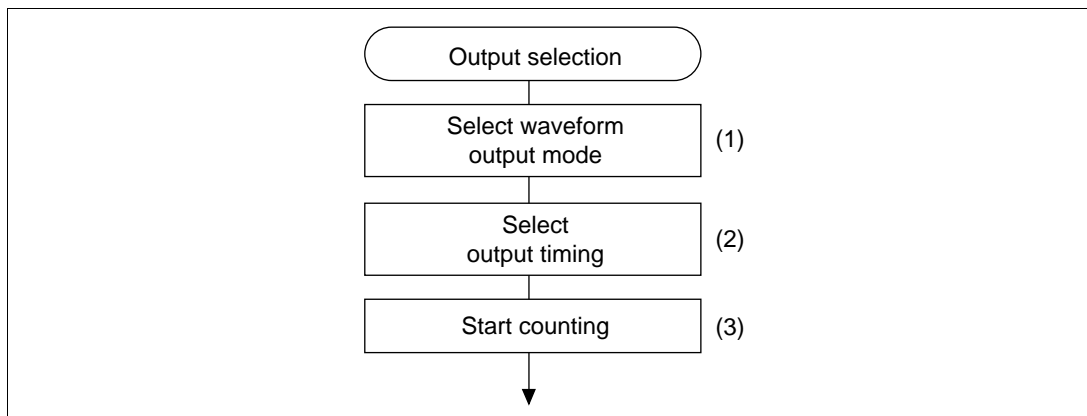 Output selection
Select waveform
output mode
(1)
Select
output timing
(2)
Start counting
(3)